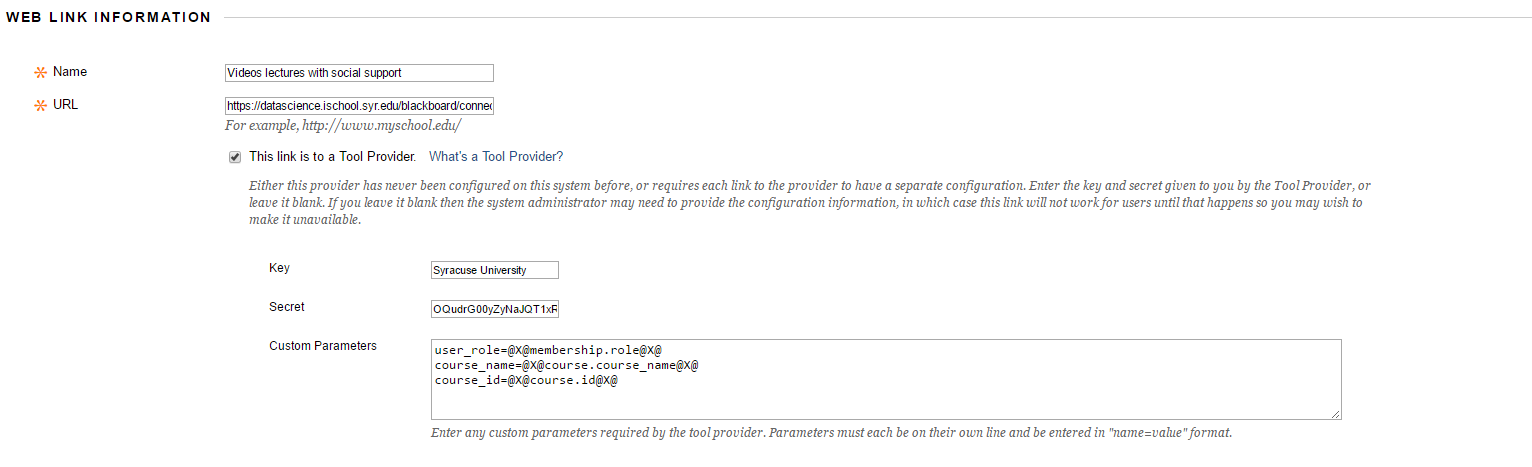 WEB LINK INFORMATION
Name
Videos lectures with social support
URL
https://datascience.ischool.syr.edu/blackboard/connec
For example, http://www.myschool.edu/
This link is to a Tool Provider. What's a Tool Provider?
Either this provider has never been configured on this system before, or requires each link to the provider to have a separate configuration. Enter the key and secret given to you by the Tool Provider, or
leave it blank. If you leave it blank then the system administrator may need to provide the configuration information, in which case this link will not work for users until that happens so you may wish to
make it unavailable.
Key
Syracuse University
Secret
OQudrG00yZyNaJQT1xR
Custom Parameters
user_role=@X@membership.role@X@
course_name=@X@course.course_name@X@
course_id=@X@course.id@X@
Enter any custom parameters required by the tool provider. Parameters must each be on their own line and be entered in "name=value" format.